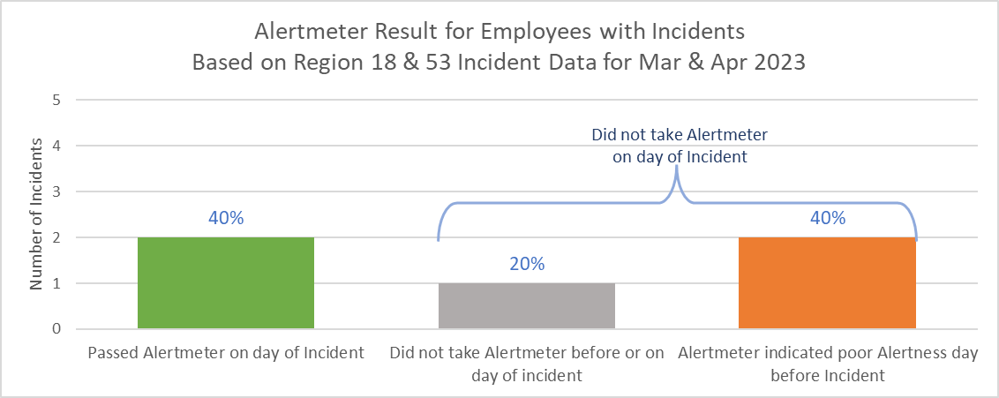 Alertmeter Result for Employees with Incidents
Based on Region 18 & 53 Incident Data for Mar & Apr 2023
Number of Incidents
5
4
3
2
1
0
Did not take Alertmeter
on day of Incident
40%
20%
40%
Passed Alertmeter on day of Incident
Did not take Alertmeter before or on
day of incident
Alertmeter indicated poor Alertness day
before Incident